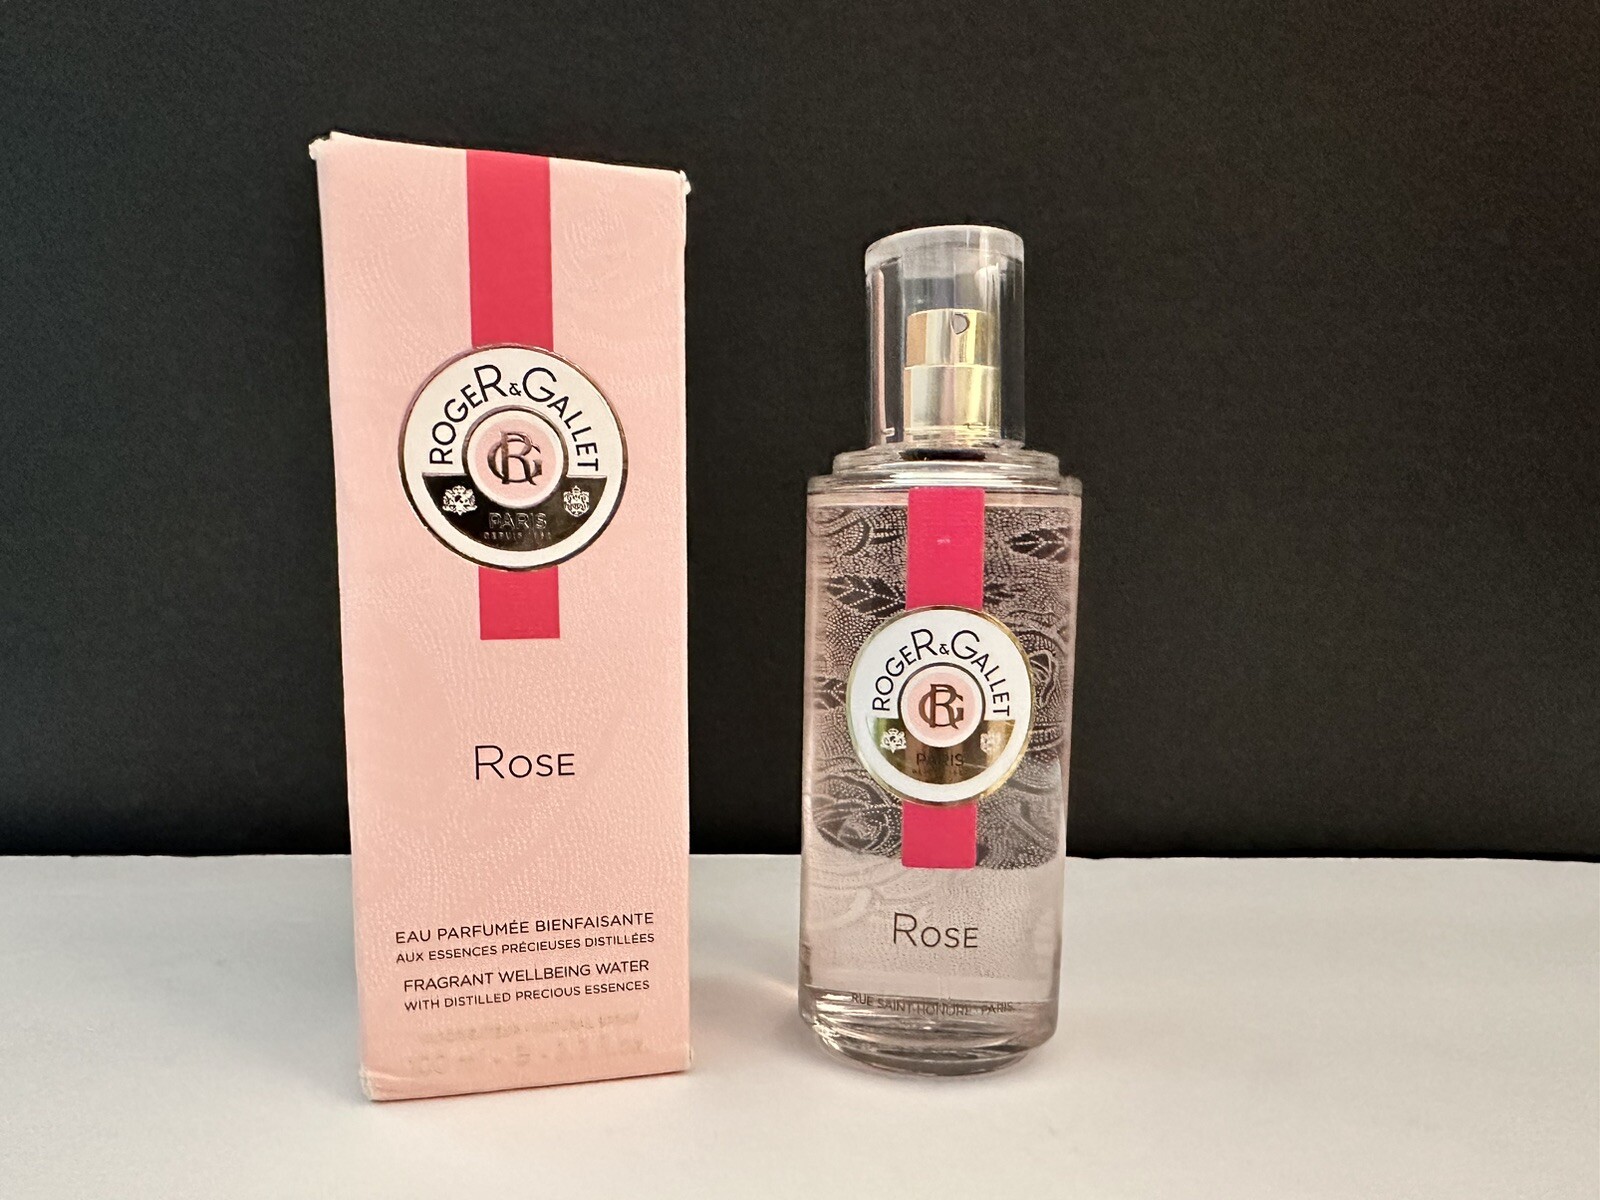 ROGER&GALLET
RG
PARIS
ROSE
EAU PARFUMÉE BIENFAISANTE
AUX ESSENCES PRÉCIEUSES DISTILLÉES
FRAGRANT WELLBEING WATER
WITH DISTILLED PRECIOUS ESSENCES
ROGER&GALLET
RG
PARIS
ROSE
RUE SAINT-HONORÉ - PARIS